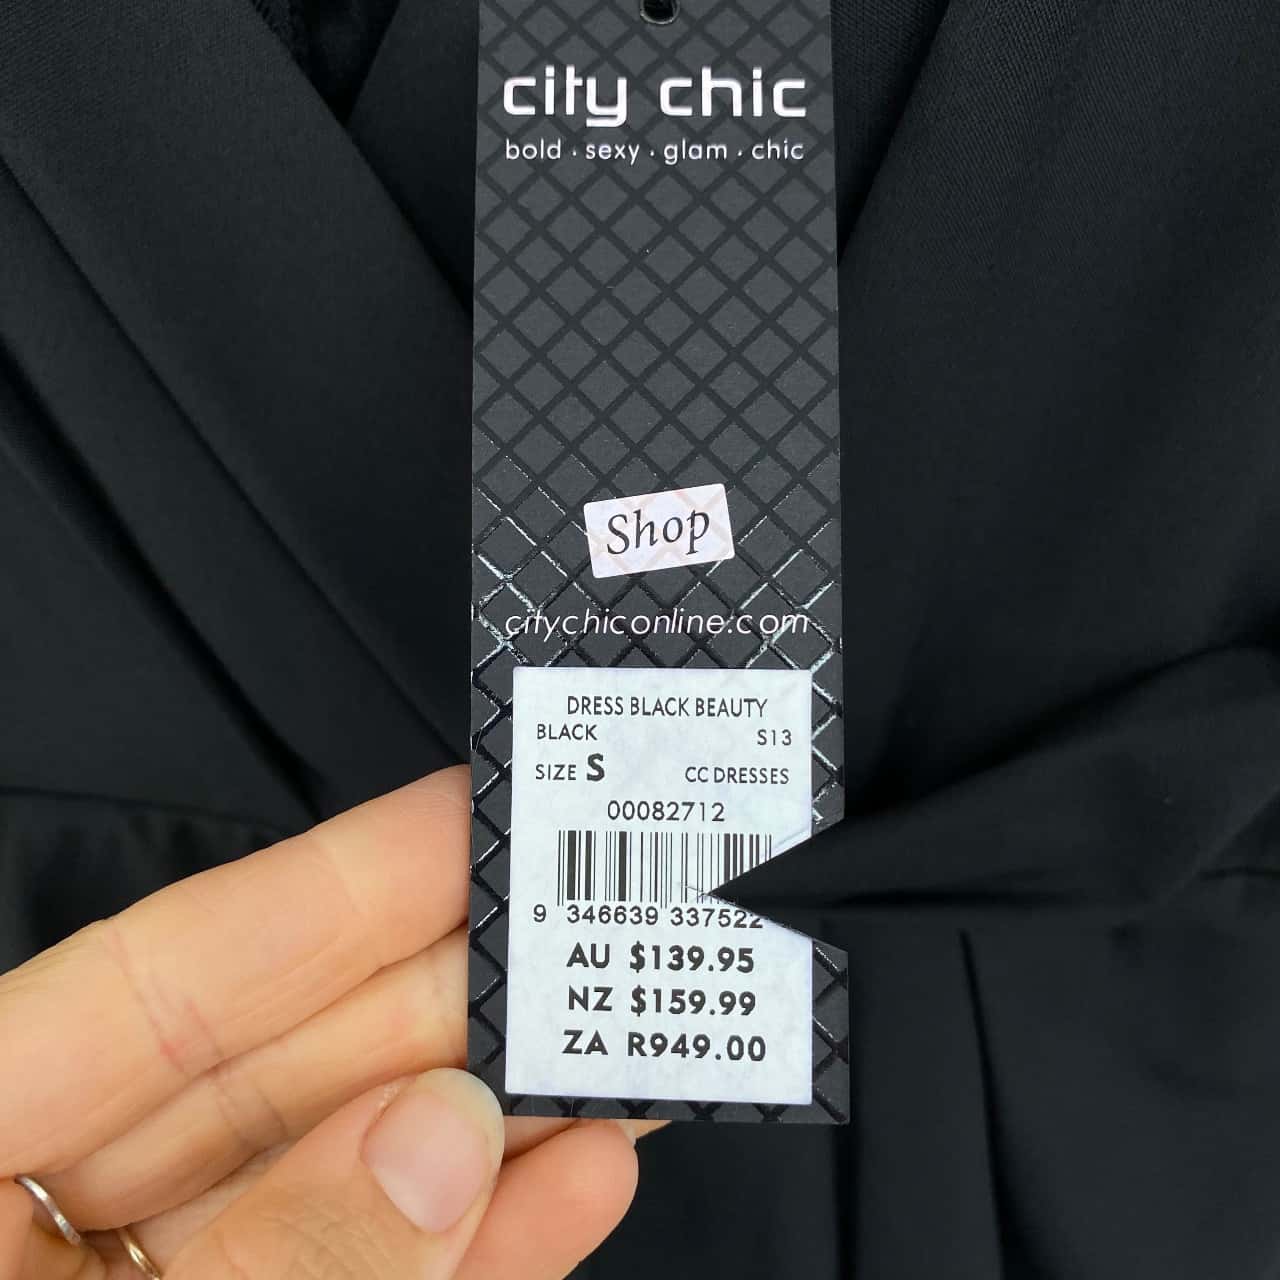 city chic
bold · sexy · glam · chic
Shop
citychiconline.com
DRESS BLACK BEAUTY
BLACK S13
SIZE S CC DRESSES
00082712
9 346639 337522
AU $139.95
NZ $159.99
ZA R949.00